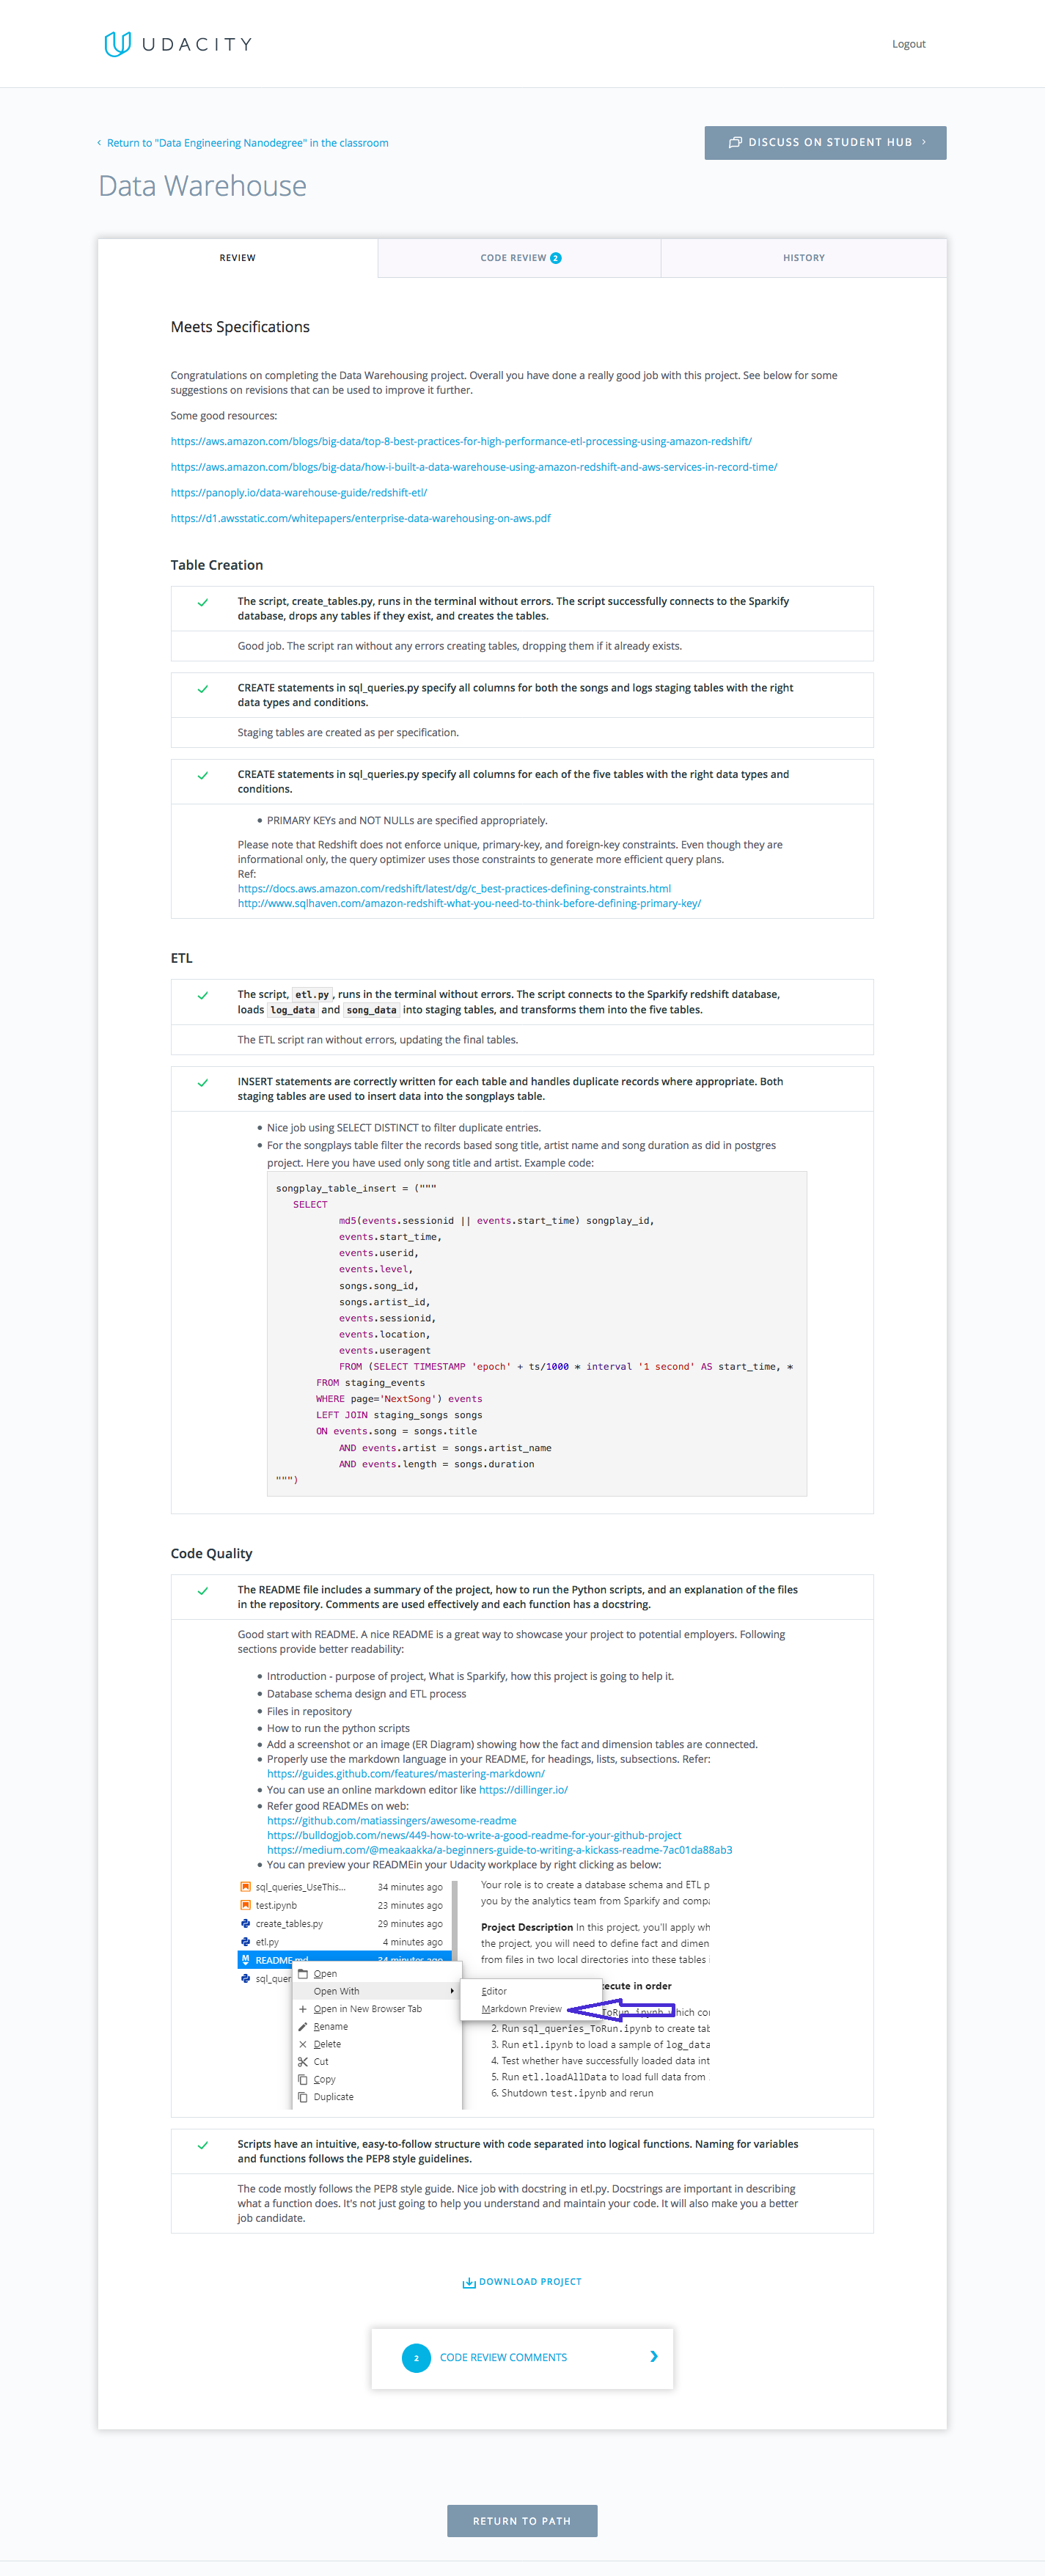 UDACITY
Logout
Return to "Data Engineering Nanodegree" in the classroom
DISCUSS ON STUDENT HUB
Data Warehouse
REVIEW
CODE REVIEW 2
HISTORY
Meets Specifications
Congratulations on completing the Data Warehousing project. Overall you have done a really good job with this project. See below for some
suggestions on revisions that can be used to improve it further.
Some good resources:
https://aws.amazon.com/blogs/big-data/top-8-best-practices-for-high-performance-etl-processing-using-amazon-redshift/
https://aws.amazon.com/blogs/big-data/how-i-built-a-data-warehouse-using-amazon-redshift-and-aws-services-in-record-time/
https://panoply.io/data-warehouse-guide/redshift-etl/
https://d1.awsstatic.com/whitepapers/enterprise-data-warehousing-on-aws.pdf
Table Creation
The script, create_tables.py, runs in the terminal without errors. The script successfully connects to the Sparkify
database, drops any tables if they exist, and creates the tables.
Good job. The script ran without any errors creating tables, dropping them if it already exists.
CREATE statements in sql_queries.py specify all columns for both the songs and logs staging tables with the right
data types and conditions.
Staging tables are created as per specification.
CREATE statements in sql_queries.py specify all columns for each of the five tables with the right data types and
conditions.
• PRIMARY KEYs and NOT NULLs are specified appropriately.
Please note that Redshift does not enforce unique, primary-key, and foreign-key constraints. Even though they are
informational only, the query optimizer uses those constraints to generate more efficient query plans.
Ref:
https://docs.aws.amazon.com/redshift/latest/dg/c_best-practices-defining-constraints.html
http://www.sqlhaven.com/amazon-redshift-what-you-need-to-think-before-defining-primary-key/
ETL
The script, etl.py, runs in the terminal without errors. The script connects to the Sparkify redshift database,
loads log_data and song_data into staging tables, and transforms them into the five tables.
The ETL script ran without errors, updating the final tables.
INSERT statements are correctly written for each table and handles duplicate records where appropriate. Both
staging tables are used to insert data into the songplays table.
• Nice job using SELECT DISTINCT to filter duplicate entries.
• For the songplays table filter the records based song title, artist name and song duration as did in postgres
project. Here you have used only song title and artist. Example code:
songplay_table_insert = ("""
SELECT
md5(events.sessionid || events.start_time) songplay_id,
events.start_time,
events.userid,
events.level,
songs.song_id,
songs.artist_id,
events.sessionid,
events.location,
events.useragent
FROM (SELECT TIMESTAMP 'epoch' + ts/1000 * interval '1 second' AS start_time, *
FROM staging_events
WHERE page='NextSong') events
LEFT JOIN staging_songs songs
ON events.song = songs.title
AND events.artist = songs.artist_name
AND events.length = songs.duration
""")
Code Quality
The README file includes a summary of the project, how to run the Python scripts, and an explanation of the files
in the repository. Comments are used effectively and each function has a docstring.
Good start with README. A nice README is a great way to showcase your project to potential employers. Following
sections provide better readability:
• Introduction - purpose of project, What is Sparkify, how this project is going to help it.
• Database schema design and ETL process
• Files in repository
• How to run the python scripts
• Add a screenshot or an image (ER Diagram) showing how the fact and dimension tables are connected.
• Properly use the markdown language in your README, for headings, lists, subsections. Refer:
https://guides.github.com/features/mastering-markdown/
• You can use an online markdown editor like https://dillinger.io/
• Refer good READMEs on web:
https://github.com/matiassingers/awesome-readme
https://bulldogjob.com/news/449-how-to-write-a-good-readme-for-your-github-project
https://medium.com/@meakaakka/a-beginners-guide-to-writing-a-kickass-readme-7ac01da88ab3
• You can preview your READMEin your Udacity workplace by right clicking as below:
sql_queries_UseThis... 34 minutes ago
test.ipynb 23 minutes ago
create_tables.py 29 minutes ago
etl.py 4 minutes ago
README.md 34 minutes ago
sql_quer
Open
Open With
Open in New Browser Tab
Rename
Delete
Cut
Copy
Duplicate
Editor
Markdown Preview
Your role is to create a database schema and ETL p
you by the analytics team from Sparkify and compa
Project Description In this project, you'll apply wh
the project, you will need to define fact and dimen
from files in two local directories into these tables i
ecute in order
ToRun.ipynb which cor
2. Run sql_queries_ToRun.ipynb to create tab
3. Run etl.ipynb to load a sample of log_data
4. Test whether have successfully loaded data int
5. Run etl.loadAllData to load full data from
6. Shutdown test.ipynb and rerun
Scripts have an intuitive, easy-to-follow structure with code separated into logical functions. Naming for variables
and functions follows the PEP8 style guidelines.
The code mostly follows the PEP8 style guide. Nice job with docstring in etl.py. Docstrings are important in describing
what a function does. It's not just going to help you understand and maintain your code. It will also make you a better
job candidate.
DOWNLOAD PROJECT
2 CODE REVIEW COMMENTS
RETURN TO PATH